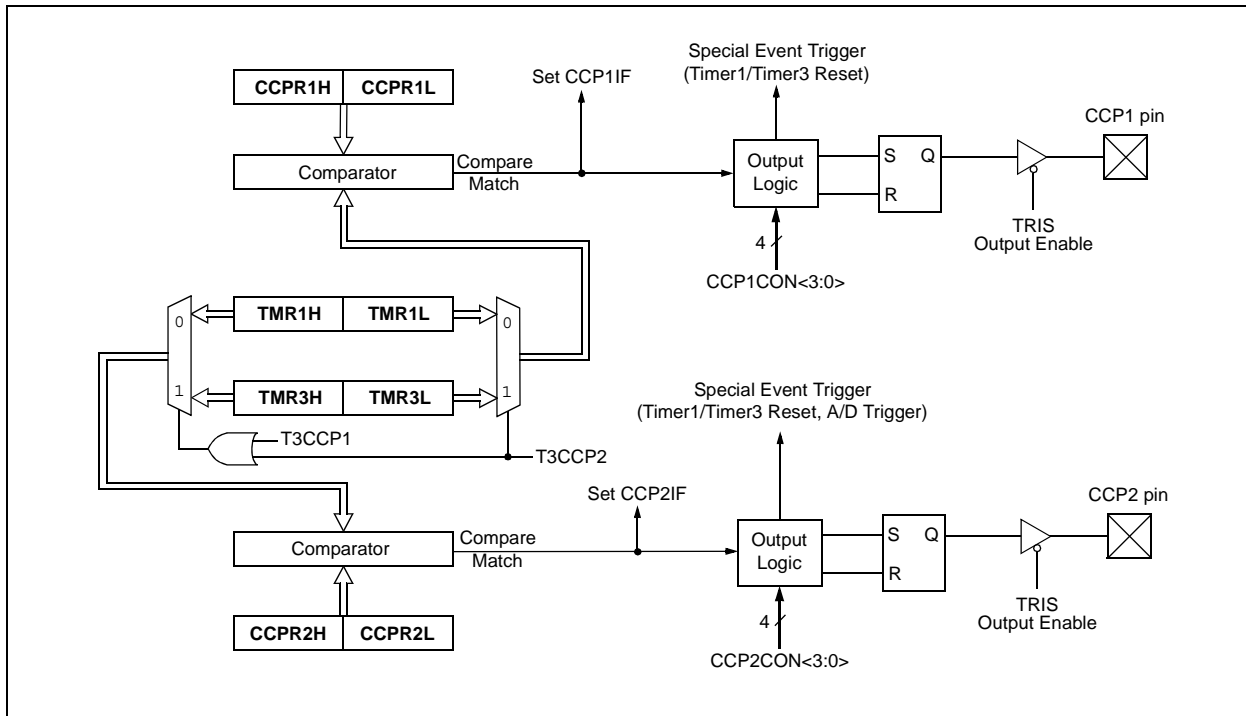 Special Event Trigger
(Timer1/Timer3 Reset)
Set CCP1IF
CCPR1H CCPR1L
CCP1 pin
Comparator
Compare
Match
Output
Logic
S Q
R
TRIS
Output Enable
4
CCP1CON<3:0>
0 TMR1H TMR1L 0
1 TMR3H TMR3L 1
T3CCP1
T3CCP2
Special Event Trigger
(Timer1/Timer3 Reset, A/D Trigger)
Set CCP2IF
CCP2 pin
Comparator
Compare
Match
Output
Logic
S Q
R
TRIS
Output Enable
4
CCPR2H CCPR2L
CCP2CON<3:0>